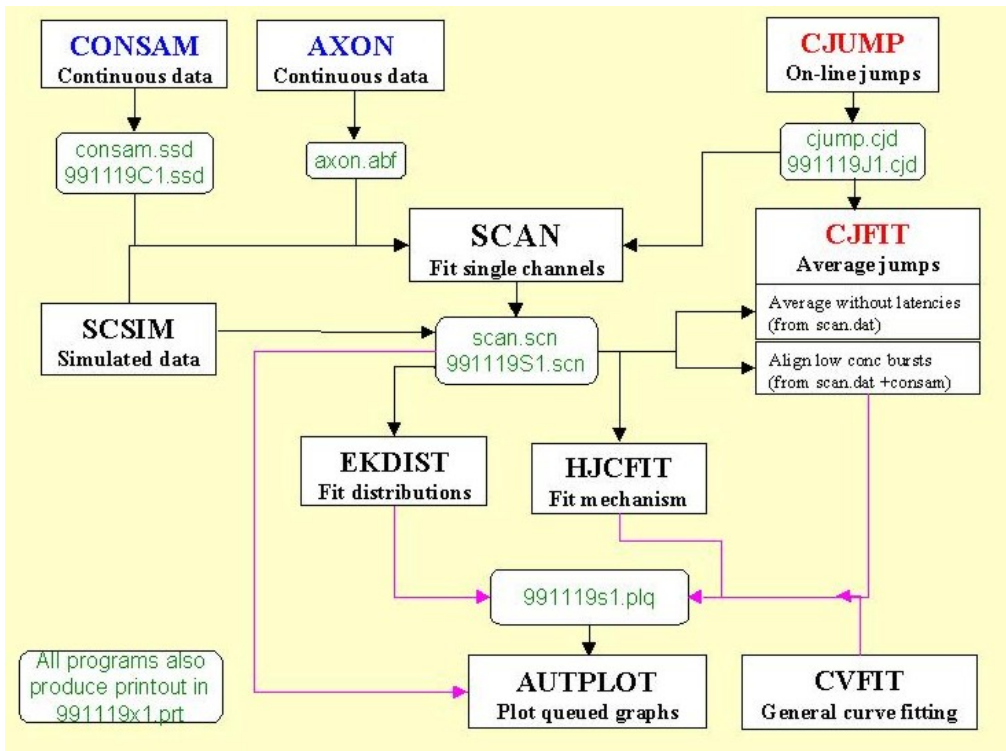 CONSAM
Continuous data
AXON
Continuous data
CJUMP
On-line jumps
consam.ssd
991119C1.ssd
axon.abf
cjump.cjd
991119J1.cjd
SCAN
Fit single channels
CJFIT
Average jumps
Average without latencies
(from scan.dat)
Align low conc bursts
(from scan.dat +consam)
SCSIM
Simulated data
scan.scn
991119S1.scn
EKDIST
Fit distributions
HJCFIT
Fit mechanism
991119s1.plq
All programs also
produce printout in
991119x1.prt
AUTPLOT
Plot queued graphs
CVFIT
General curve fitting